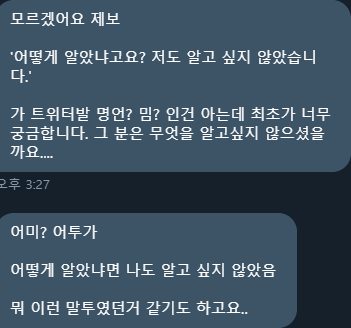 모르겠어요 제보
'어떻게 알았냐고요? 저도 알고 싶지 않았습니
다.'
가 트위터발 명언? 밈? 인건 아는데 최초가 너무
궁금합니다. 그 분은 무엇을 알고싶지 않으셨을
까요....
오후 3:27
어미? 어투가
어떻게 알았냐면 나도 알고 싶지 않았음
뭐 이런 말투였던거 같기도 하고요..